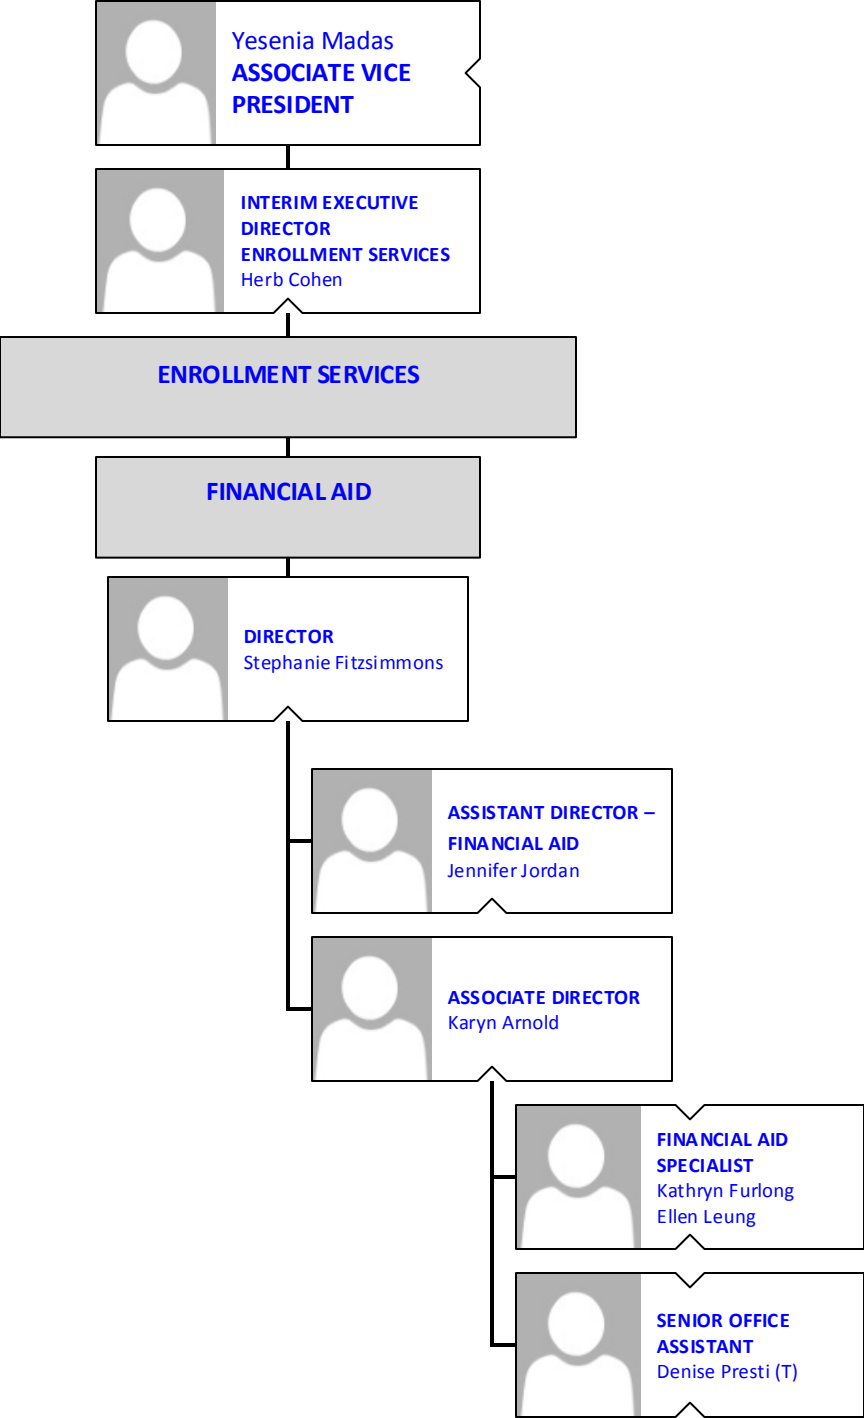 Yesenia Madas
ASSOCIATE VICE
PRESIDENT
INTERIM EXECUTIVE
DIRECTOR
ENROLLMENT SERVICES
Herb Cohen
ENROLLMENT SERVICES
FINANCIAL AID
DIRECTOR
Stephanie Fitzsimmons
ASSISTANT DIRECTOR –
FINANCIAL AID
Jennifer Jordan
ASSOCIATE DIRECTOR
Karyn Arnold
FINANCIAL AID
SPECIALIST
Kathryn Furlong
Ellen Leung
SENIOR OFFICE
ASSISTANT
Denise Presti (T)